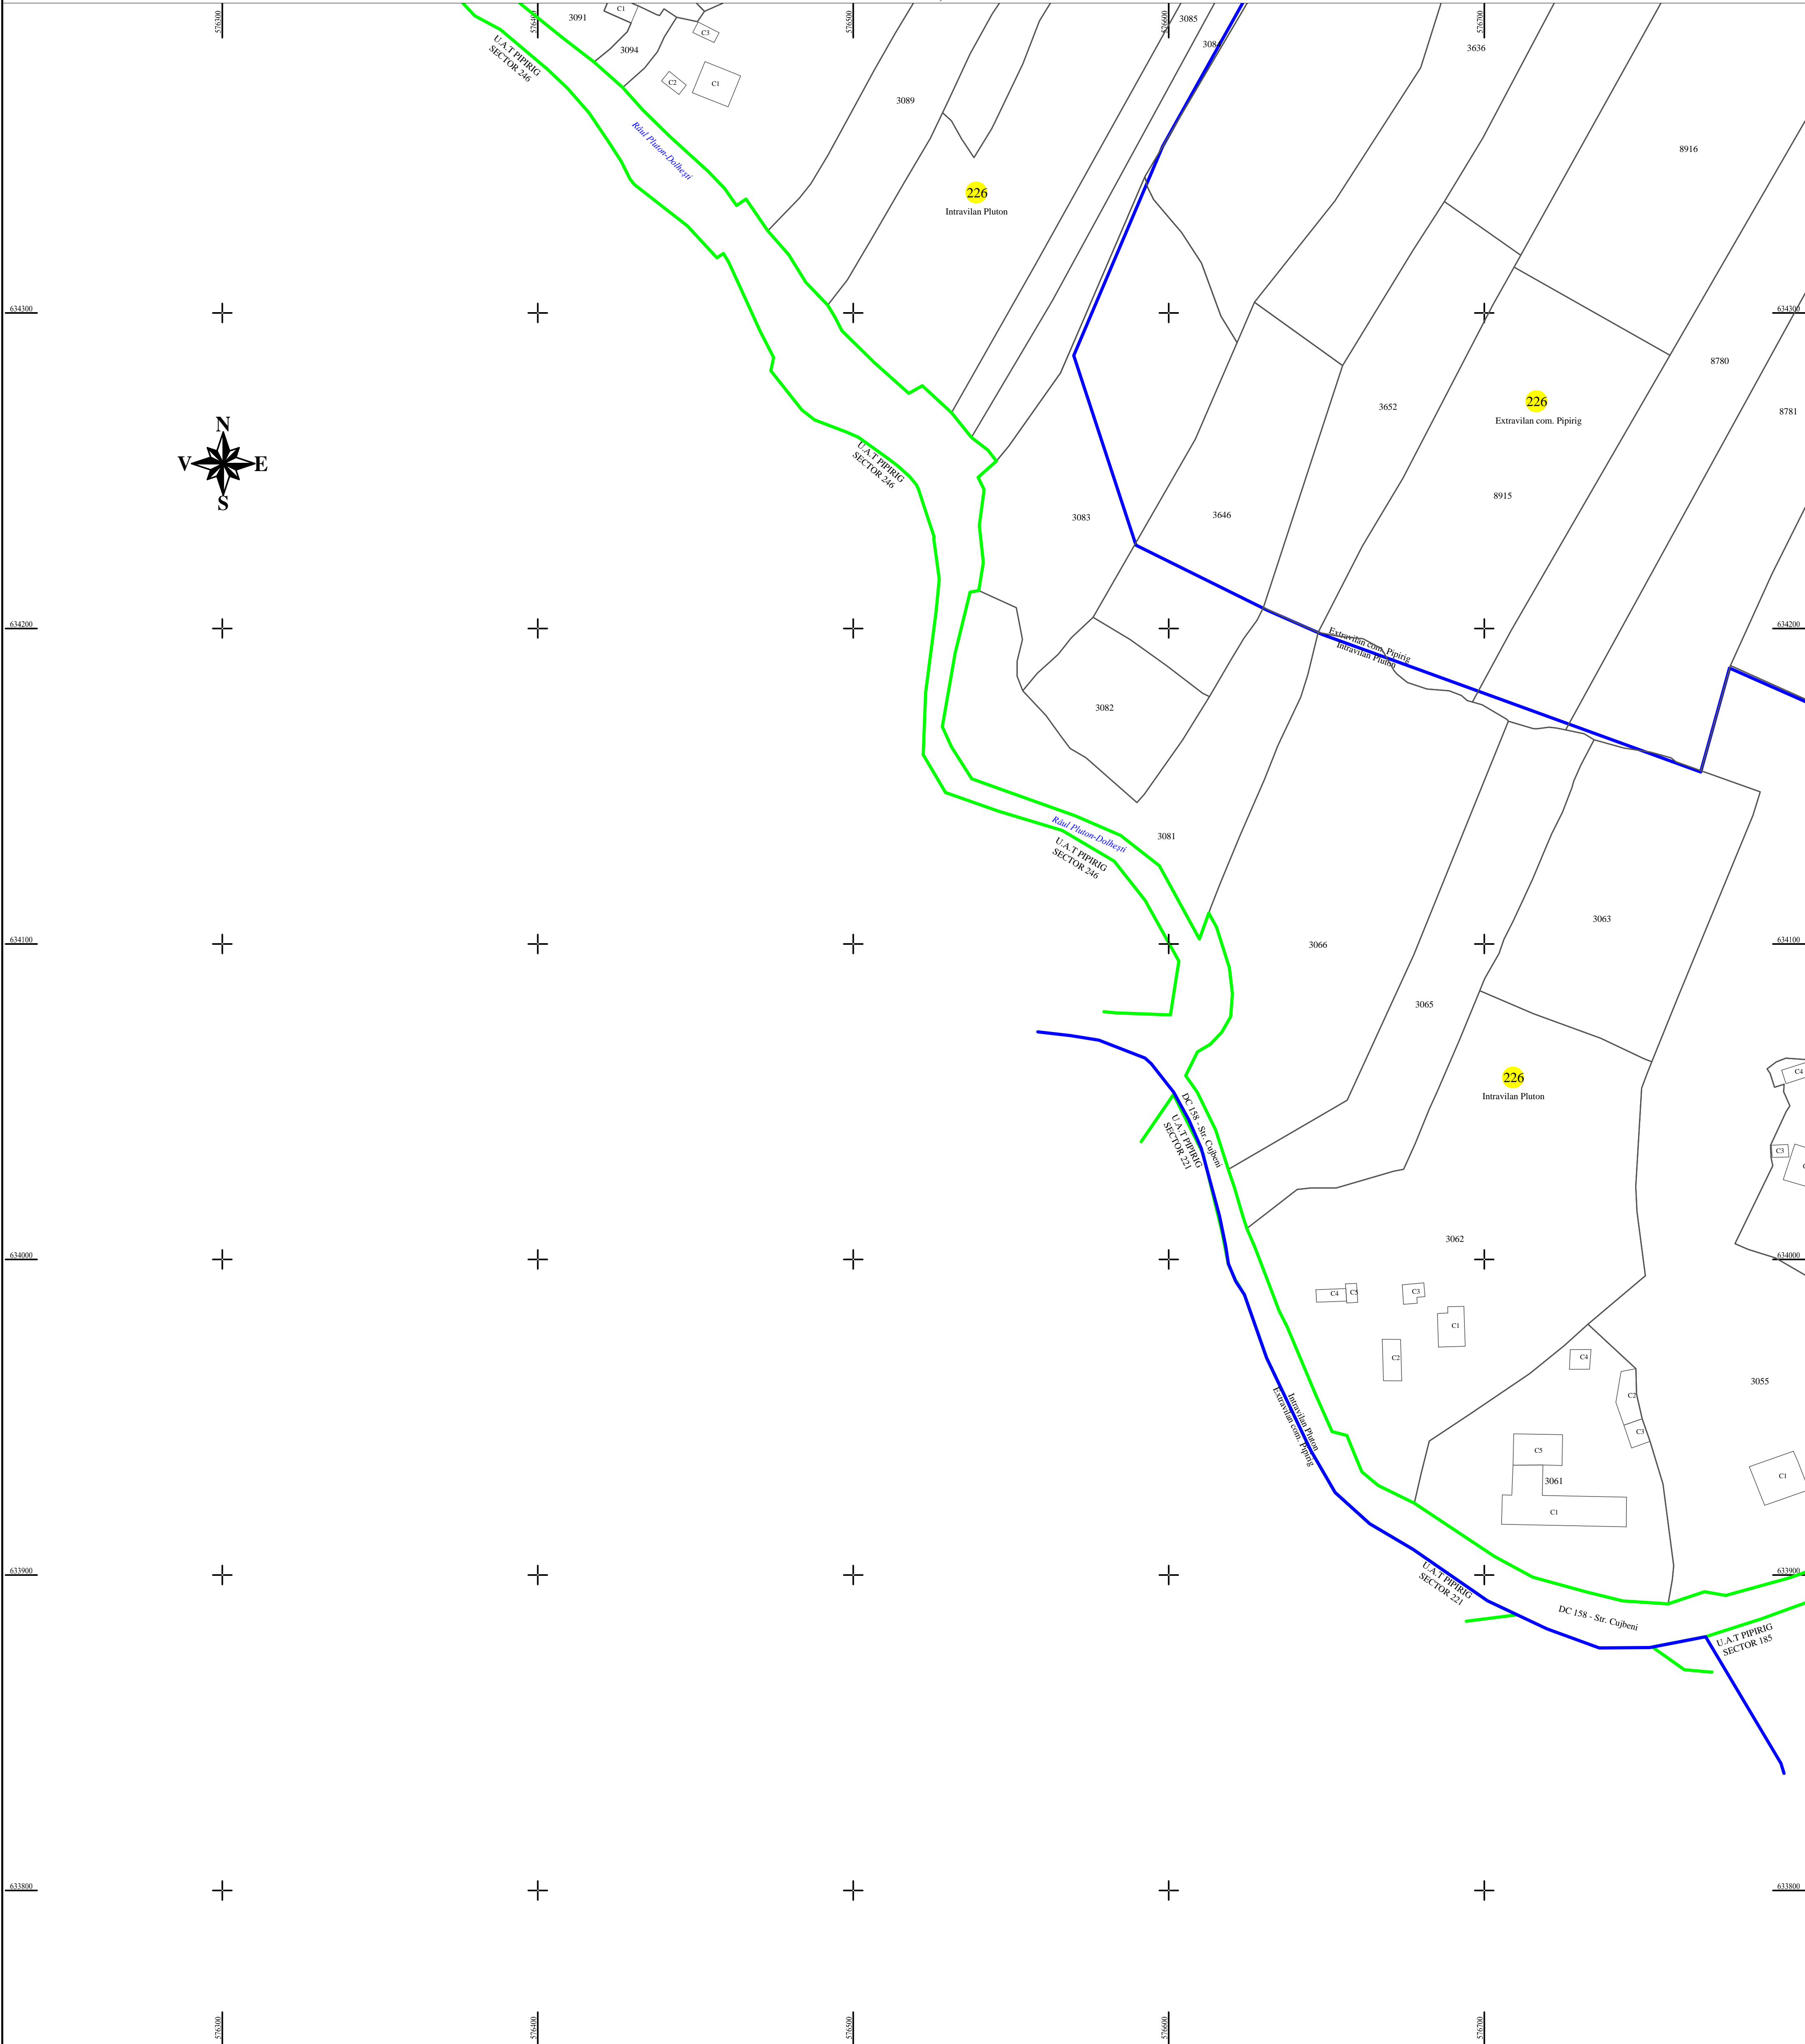 576300
576400
576500
576600
576700
3091
C1
3094
C3
C2
C1
U.A.T PIPIRIG
SECTOR 246
Râul Pluton-Dolhești
3089
3085
3636
8916
226
Intravilan Pluton
634300
634300
8780
8781
3652
226
Extravilan com. Pipirig
N
V
E
S
U.A.T PIPIRIG
SECTOR 246
8915
3083
3646
634200
634200
Extravilan com. Pipirig
Intravilan Pluton
3082
Râul Pluton-Dolhești
U.A.T PIPIRIG
SECTOR 246
3081
3063
634100
3066
634100
3065
226
Intravilan Pluton
C4
DC 158 - Str. Cujbeni
U.A.T PIPIRIG
SECTOR 221
C3
3062
634000
634000
C4
C5
C3
C1
C2
C4
3055
C2
C3
Intravilan Pluton
Extravilan com. Pipirig
C5
3061
C1
C1
633900
633900
U.A.T PIPIRIG
SECTOR 221
DC 158 - Str. Cujbeni
U.A.T PIPIRIG
SECTOR 185
633800
633800
576300
576400
576500
576600
576700